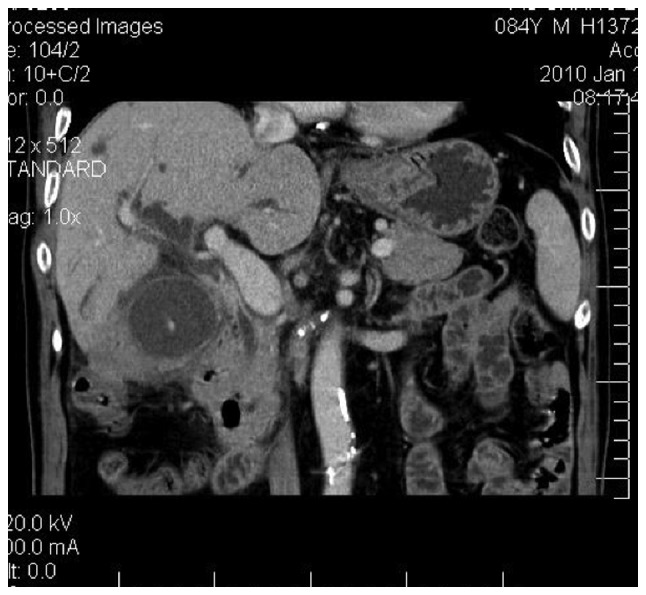 rocessed Images
084Y M H1372
e: 104/2
Acc
: 10+C/2
2010 Jan 1
or: 0.0
08:17:4
12 x 512
TANDARD
ag: 1.0x
20.0 kV
00.0 mA
lt: 0.0